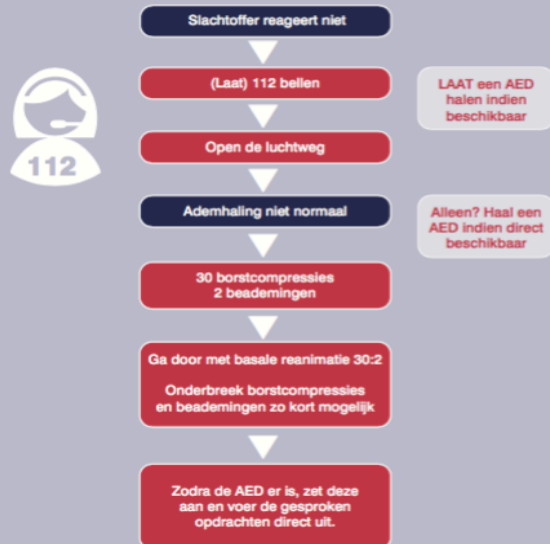 Slachtoffer reageert niet
(Laat) 112 bellen
LAAT een AED
halen indien
beschikbaar
112
Open de luchtweg
Ademhaling niet normaal
Alleen? Haal een
AED indien direct
beschikbaar
30 borstcompressies
2 beademingen
Ga door met basale reanimatie 30:2
Onderbreek borstcompressies
en beademingen zo kort mogelijk
Zodra de AED er is, zet deze
aan en voer de gesproken
opdrachten direct uit.